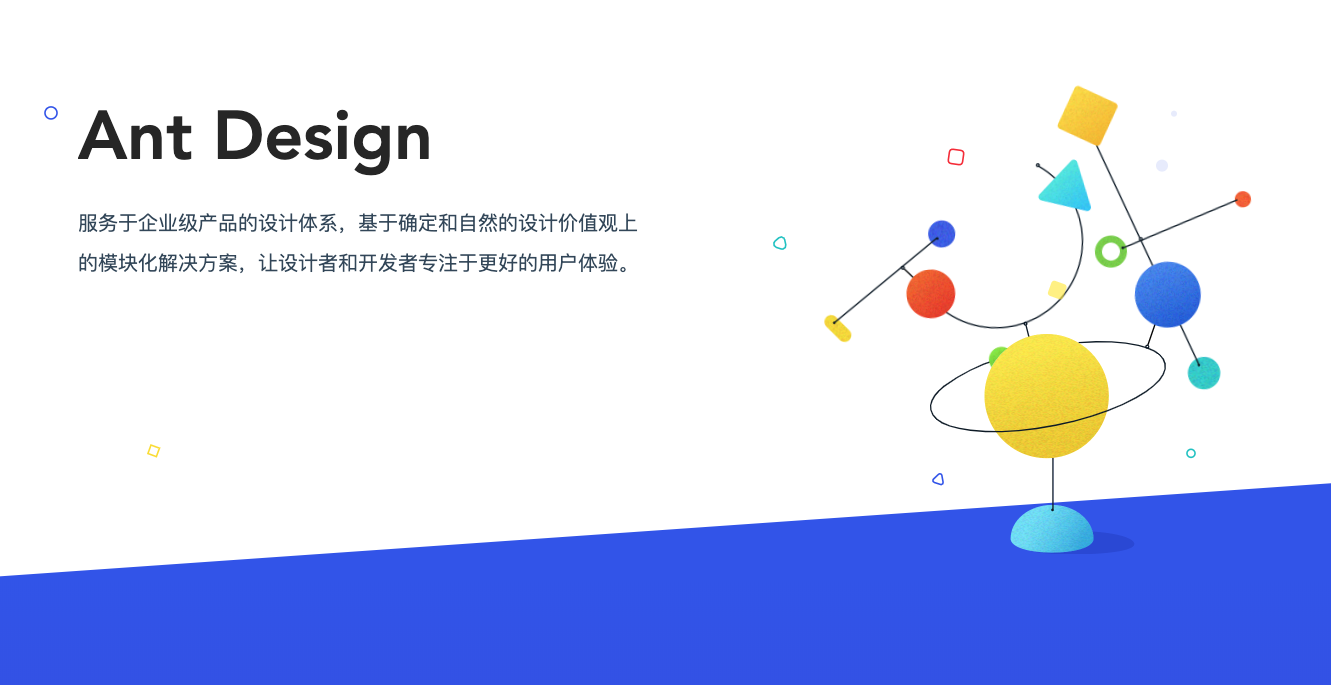 Ant Design
服务于企业级产品的设计体系，基于确定和自然的设计价值观上
的模块化解决方案，让设计者和开发者专注于更好的用户体验。